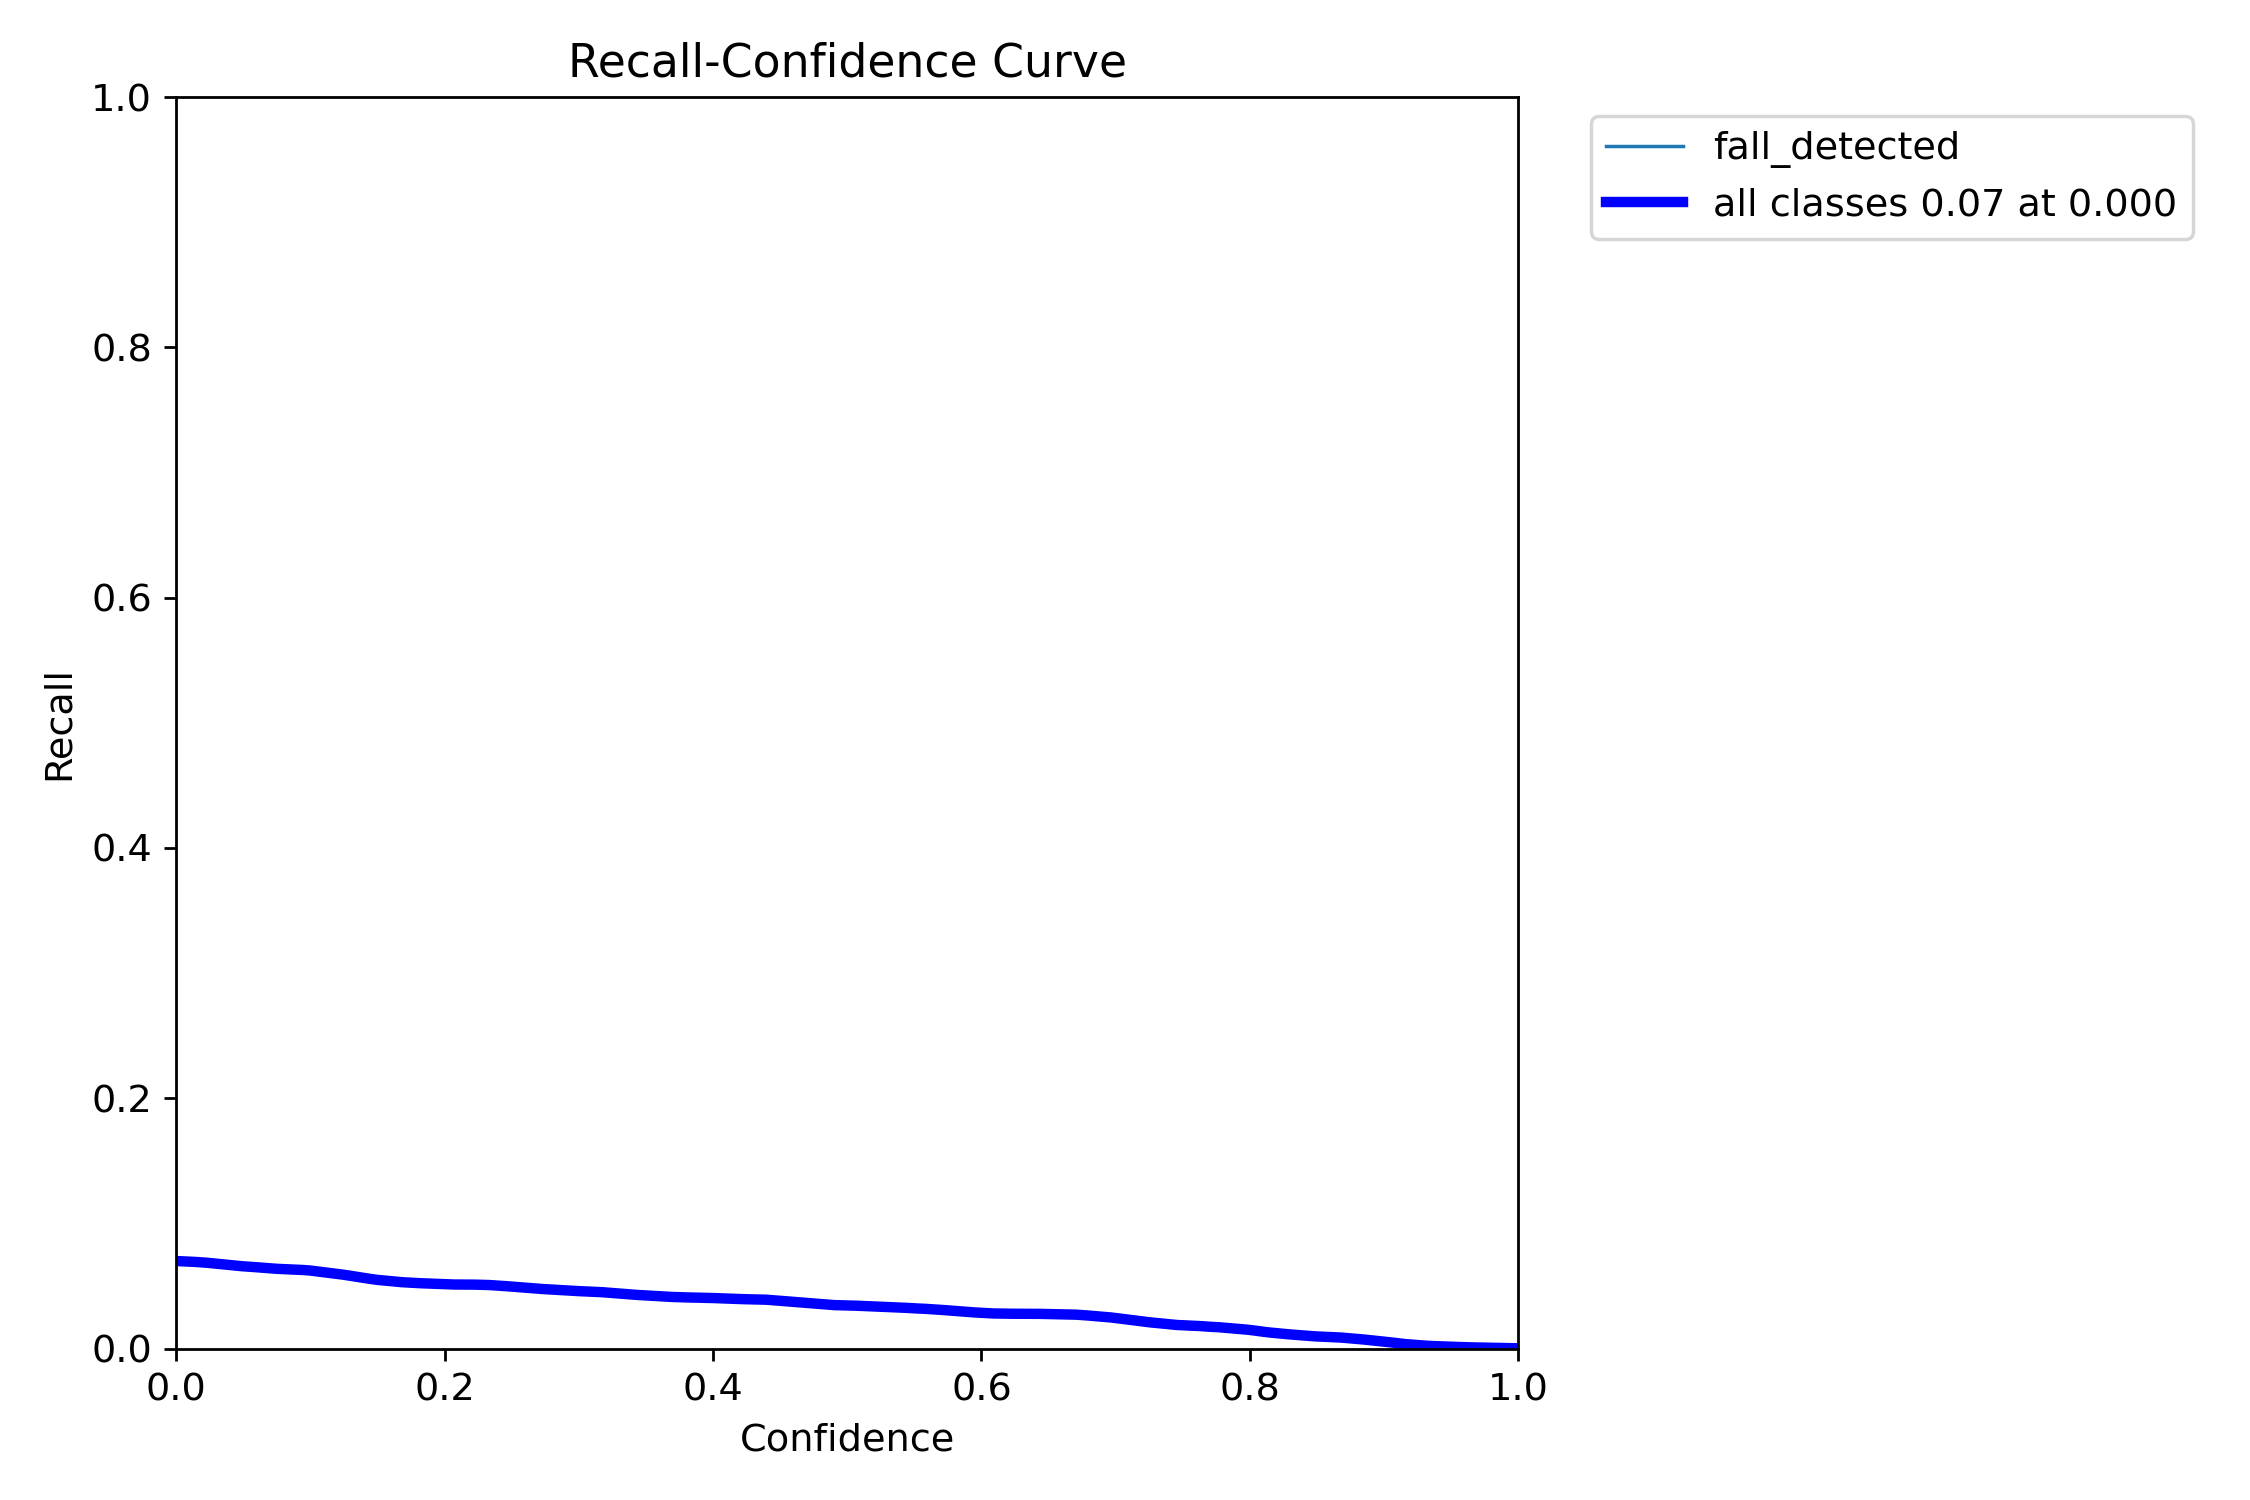 Recall-Confidence Curve
1.0
0.8
0.6
0.4
0.2
0.0
Recall
0.0 0.2 0.4 0.6 0.8 1.0
Confidence
fall_detected
all classes 0.07 at 0.000